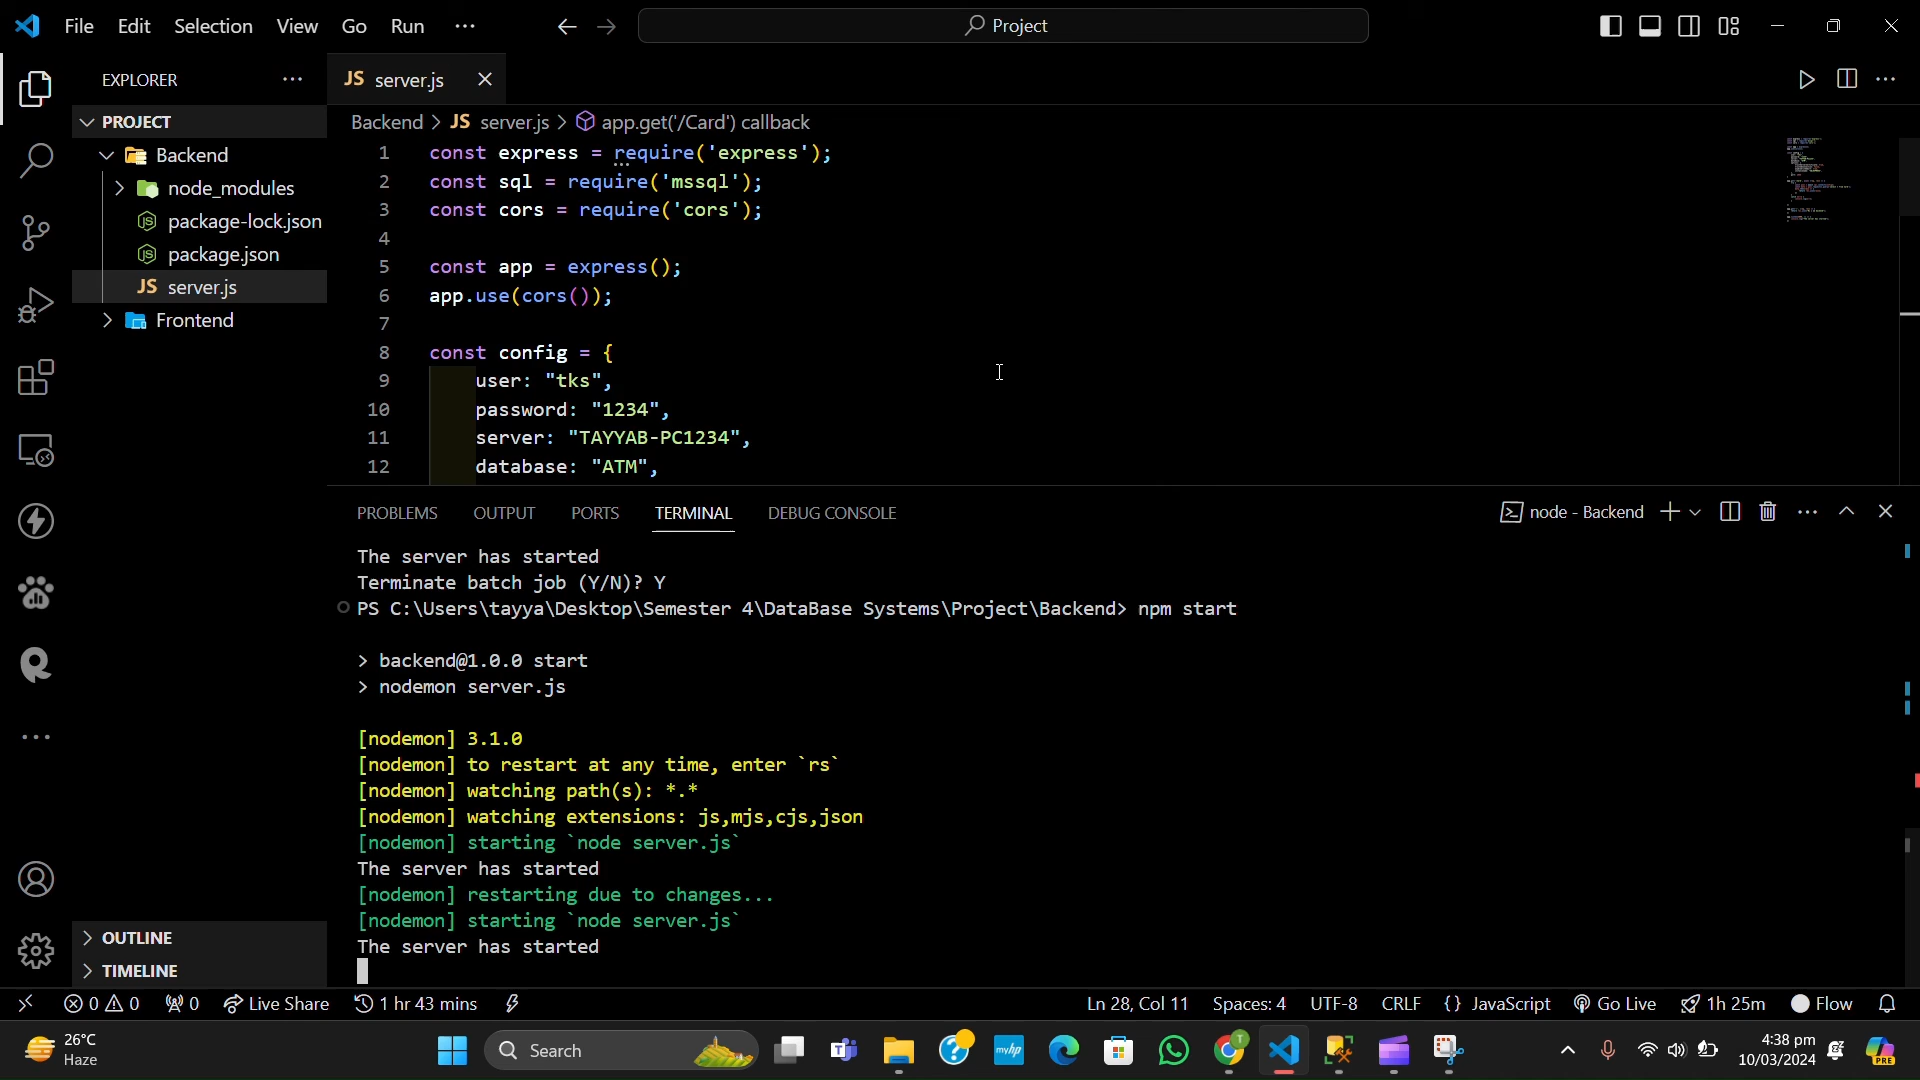 File Edit Selection View Go Run ··· Project
EXPLORER ···
JS server.js
PROJECT
Backend > JS server.js > app.get('/Card') callback
Backend
node_modules
package-lock.json
package.json
JS server.js
Frontend
1 const express = require('express');
2 const sql = require('mssql');
3 const cors = require('cors');
4
5 const app = express();
6 app.use(cors());
7
8 const config = {
9 user: "tks",
10 password: "1234",
11 server: "TAYYAB-PC1234",
12 database: "ATM",
PROBLEMS OUTPUT PORTS TERMINAL DEBUG CONSOLE node - Backend
The server has started
Terminate batch job (Y/N)? Y
PS C:\Users\tayya\Desktop\Semester 4\DataBase Systems\Project\Backend> npm start
> backend@1.0.0 start
> nodemon server.js
[nodemon] 3.1.0
[nodemon] to restart at any time, enter `rs`
[nodemon] watching path(s): *.*
[nodemon] watching extensions: js,mjs,cjs,json
[nodemon] starting `node server.js`
The server has started
[nodemon] restarting due to changes...
[nodemon] starting `node server.js`
The server has started
OUTLINE
TIMELINE
0 0 0 Live Share 1 hr 43 mins Ln 28, Col 11 Spaces: 4 UTF-8 CRLF {} JavaScript Go Live 1h 25m Flow
26°C
Haze
Search
myhp
T
PRE
4:38 pm
10/03/2024